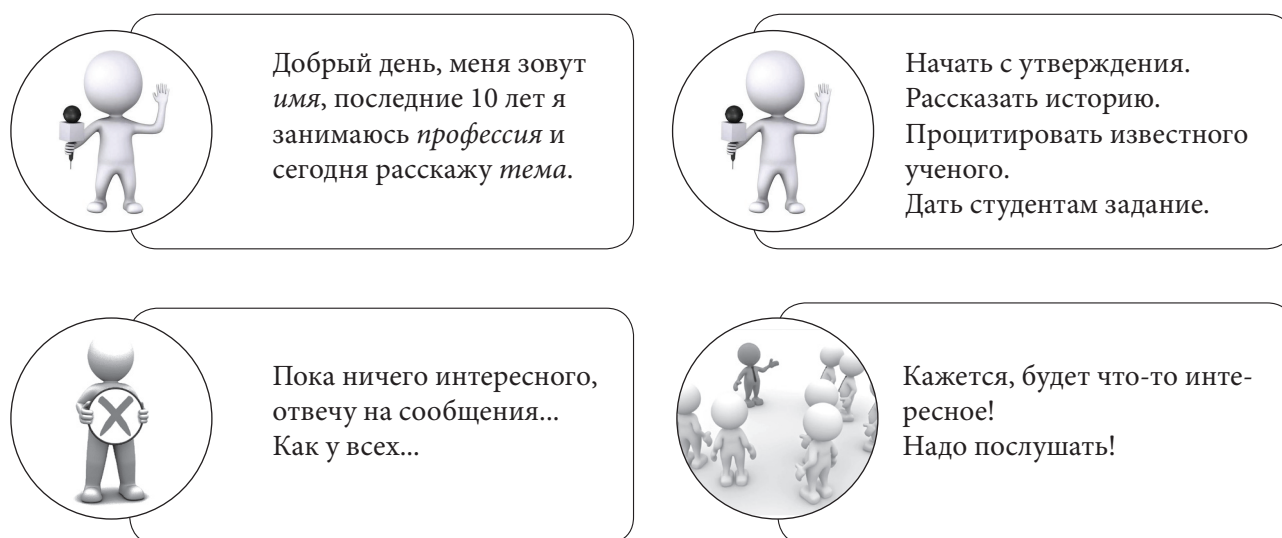 Добрый день, меня зовут
имя, последние 10 лет я
занимаюсь профессия и
сегодня расскажу тема.
Начать с утверждения.
Рассказать историю.
Процитировать известного
ученого.
Дать студентам задание.
Пока ничего интересного,
отвечу на сообщения...
Как у всех...
Кажется, будет что-то инте-
ресное!
Надо послушать!